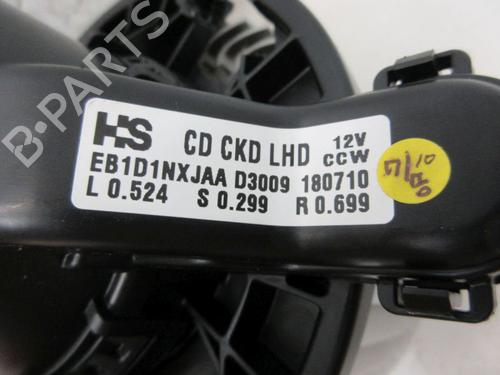 B-PARTS
HS CD CKD LHD 12V CCW
EB1D1NXJAA D3009 180710
L 0.524 S 0.299 R 0.699